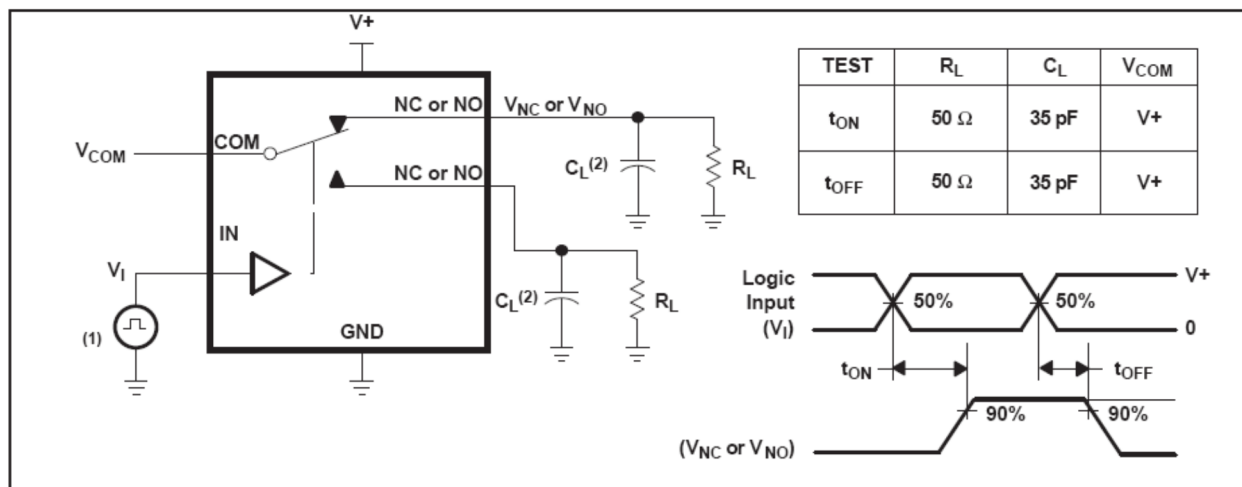 V+
NC or NO
V_NC or V_NO
COM
V_COM
C_L(2)
R_L
NC or NO
IN
V_I
C_L(2)
R_L
(1)
GND
TEST R_L C_L V_COM
t_ON 50 Ω 35 pF V+
t_OFF 50 Ω 35 pF V+
Logic
Input
(V_I)
50%
50%
V+
0
t_ON
t_OFF
90%
90%
(V_NC or V_NO)